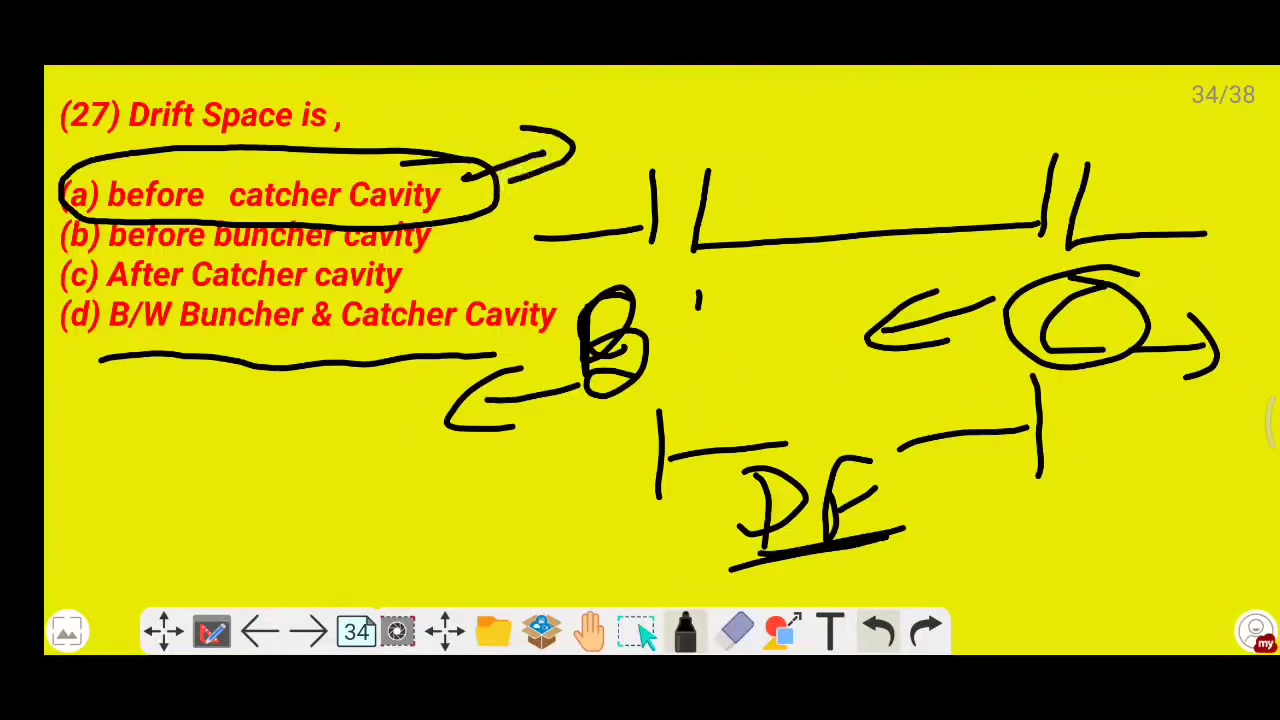 34/38
(27) Drift Space is ,
(a) before catcher Cavity
(b) before buncher cavity
(c) After Catcher cavity
(d) B/W Buncher & Catcher Cavity
B
C
DF
34
T
my